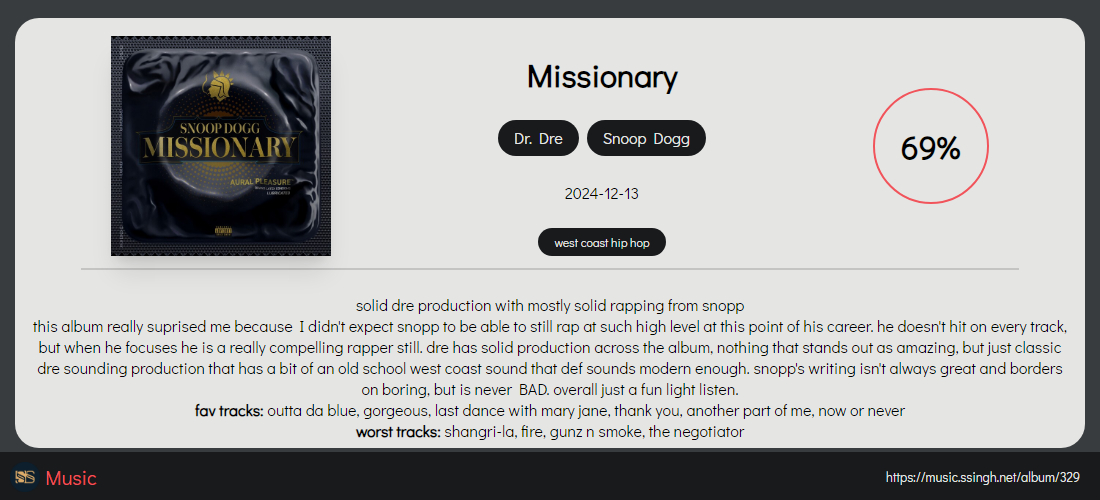 SNOOP DOGG
MISSIONARY
AURAL PLEASURE
LUBRICATED
Missionary
Dr. Dre
Snoop Dogg
2024-12-13
west coast hip hop
69%
solid dre production with mostly solid rapping from snopp
this album really suprised me because I didn't expect snopp to be able to still rap at such high level at this point of his career. he doesn't hit on every track,
but when he focuses he is a really compelling rapper still. dre has solid production across the album, nothing that stands out as amazing, but just classic
dre sounding production that has a bit of an old school west coast sound that def sounds modern enough. snopp's writing isn't always great and borders
on boring, but is never BAD. overall just a fun light listen.
fav tracks: outta da blue, gorgeous, last dance with mary jane, thank you, another part of me, now or never
worst tracks: shangri-la, fire, gunz n smoke, the negotiator
Music
https://music.ssingh.net/album/329